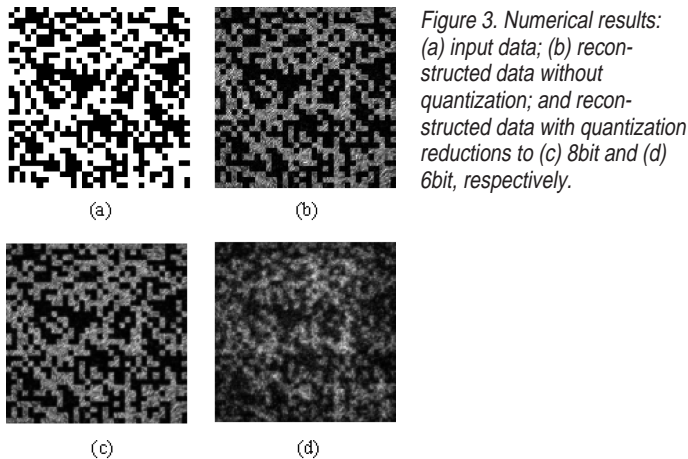 Figure 3. Numerical results:
(a) input data; (b) recon-
structed data without
quantization; and recon-
structed data with quantization
reductions to (c) 8bit and (d)
6bit, respectively.
(a)
(b)
(c)
(d)